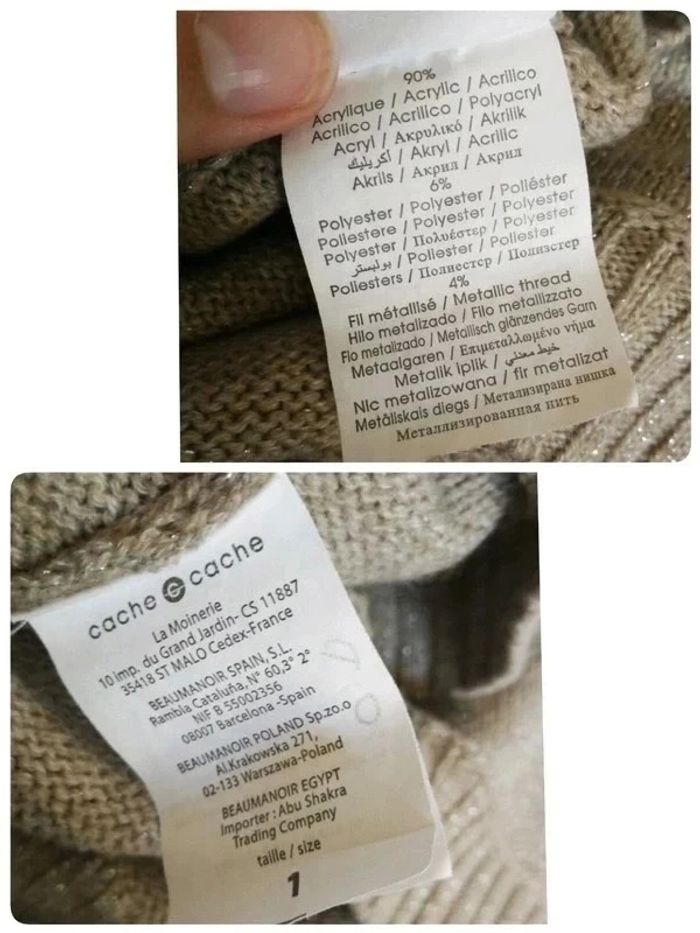 90%
Acrylique / Acrylic / Acrilico
Acrilico / Acrílico / Polyacryl
Acryl / Ακρυλικό / Akrilik
أكريليك / Akryl / Acrilic
Akrils / Акрил / Акрил
6%
Polyester / Polyester / Poliéster
Poliestere / Polyester / Polyester
Polyester / Πολυέστερ / Polyester
بوليستر / Poliester / Poliester
Poliesters / Полиестер / Полиэстер
4%
Fil métallisé / Metallic thread
Hilo metalizado / Filo metallizzato
Fio metalizado / Metallisch glänzendes Garn
Metaalgaren / Επιμεταλλωμένο νήμα
Metalik iplik / خيط معدني
Nic metalizowana / fir metalizat
Metāliskais diegs / Метализирана нишка
Металлизированная нить
cache cache
La Moinerie
10 imp. du Grand Jardin- CS 11887
35418 ST MALO Cedex-France
BEAUMANOIR SPAIN, S.L.
Rambla Cataluña, N° 60,3° 2°
NIF B 55002356
08007 Barcelona -Spain
BEAUMANOIR POLAND Sp.zo.o
Al.Krakowska 271,
02-133 Warszawa-Poland
BEAUMANOIR EGYPT
Importer : Abu Shakra
Trading Company
taille / size
1